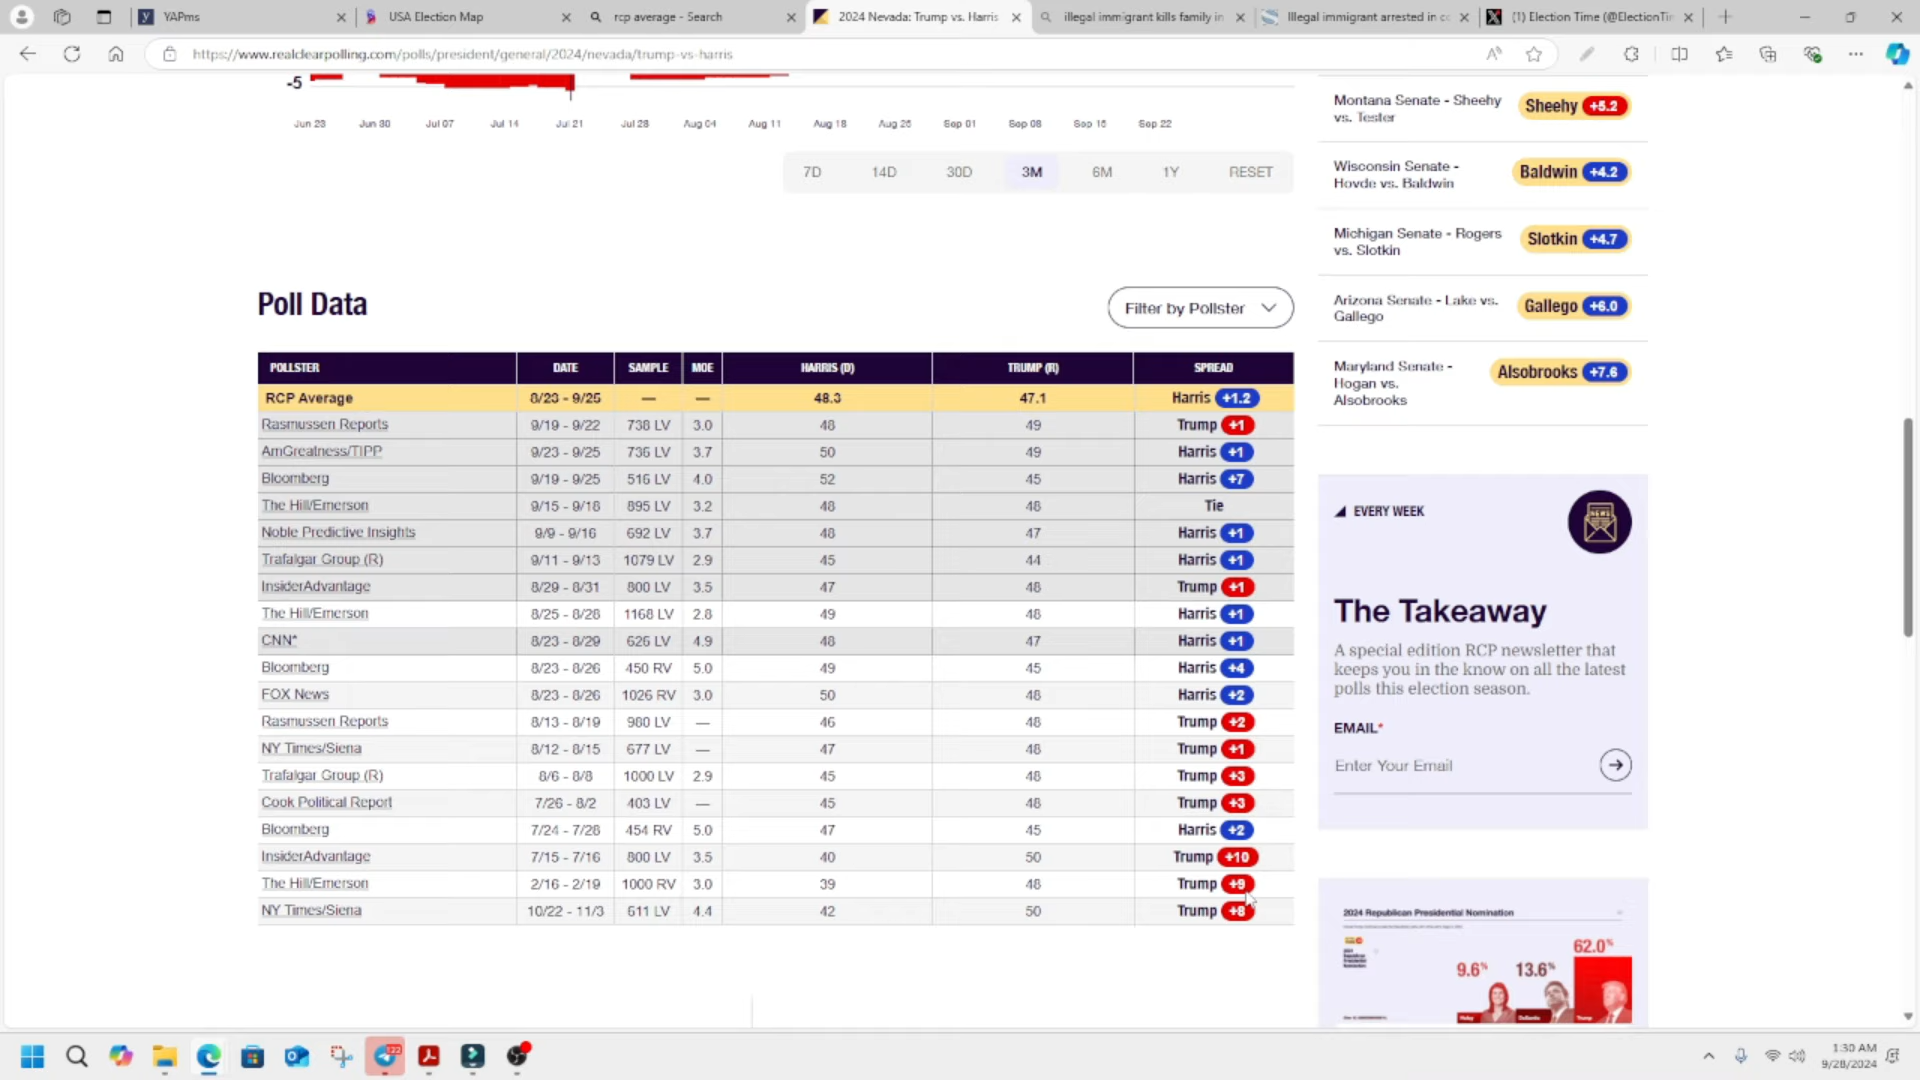 YAPms
USA Election Map
rcp average - Search
2024 Nevada: Trump vs. Harris
illegal immigrant kills family in
Illegal immigrant arrested in co
(1) Election Time (@ElectionTim
https://www.realclearpolling.com/polls/president/general/2024/nevada/trump-vs-harris
-5
Jun 23 Jun 30 Jul 07 Jul 14 Jul 21 Jul 28 Aug 04 Aug 11 Aug 18 Aug 25 Sep 01 Sep 08 Sep 15 Sep 22
7D 14D 30D 3M 6M 1Y RESET
Poll Data
Filter by Pollster
POLLSTER DATE SAMPLE MOE HARRIS (D) TRUMP (R) SPREAD
RCP Average 8/23 - 9/25 — — 48.3 47.1 Harris +1.2
Rasmussen Reports 9/19 - 9/22 738 LV 3.0 48 49 Trump +1
AmGreatness/TIPP 9/23 - 9/25 736 LV 3.7 50 49 Harris +1
Bloomberg 9/19 - 9/25 516 LV 4.0 52 45 Harris +7
The Hill/Emerson 9/15 - 9/18 895 LV 3.2 48 48 Tie
Noble Predictive Insights 9/9 - 9/16 692 LV 3.7 48 47 Harris +1
Trafalgar Group (R) 9/11 - 9/13 1079 LV 2.9 45 44 Harris +1
InsiderAdvantage 8/29 - 8/31 800 LV 3.5 47 48 Trump +1
The Hill/Emerson 8/25 - 8/28 1168 LV 2.8 49 48 Harris +1
CNN* 8/23 - 8/29 626 LV 4.9 48 47 Harris +1
Bloomberg 8/23 - 8/26 450 RV 5.0 49 45 Harris +4
FOX News 8/23 - 8/26 1026 RV 3.0 50 48 Harris +2
Rasmussen Reports 8/13 - 8/19 980 LV — 46 48 Trump +2
NY Times/Siena 8/12 - 8/15 677 LV — 47 48 Trump +1
Trafalgar Group (R) 8/6 - 8/8 1000 LV 2.9 45 48 Trump +3
Cook Political Report 7/26 - 8/2 403 LV — 45 48 Trump +3
Bloomberg 7/24 - 7/28 454 RV 5.0 47 45 Harris +2
InsiderAdvantage 7/15 - 7/16 800 LV 3.5 40 50 Trump +10
The Hill/Emerson 2/16 - 2/19 1000 RV 3.0 39 48 Trump +9
NY Times/Siena 10/22 - 11/3 611 LV 4.4 42 50 Trump +8
Montana Senate - Sheehy
vs. Tester
Sheehy +5.2
Wisconsin Senate -
Hovde vs. Baldwin
Baldwin +4.2
Michigan Senate - Rogers
vs. Slotkin
Slotkin +4.7
Arizona Senate - Lake vs.
Gallego
Gallego +6.0
Maryland Senate -
Hogan vs.
Alsobrooks
Alsobrooks +7.6
EVERY WEEK
NEWS
The Takeaway
A special edition RCP newsletter that
keeps you in the know on all the latest
polls this election season.
EMAIL*
Enter Your Email
2024 Republican Presidential Nomination
9.6% 13.6% 62.0%
Haley DeSantis Trump
1:30 AM
9/28/2024